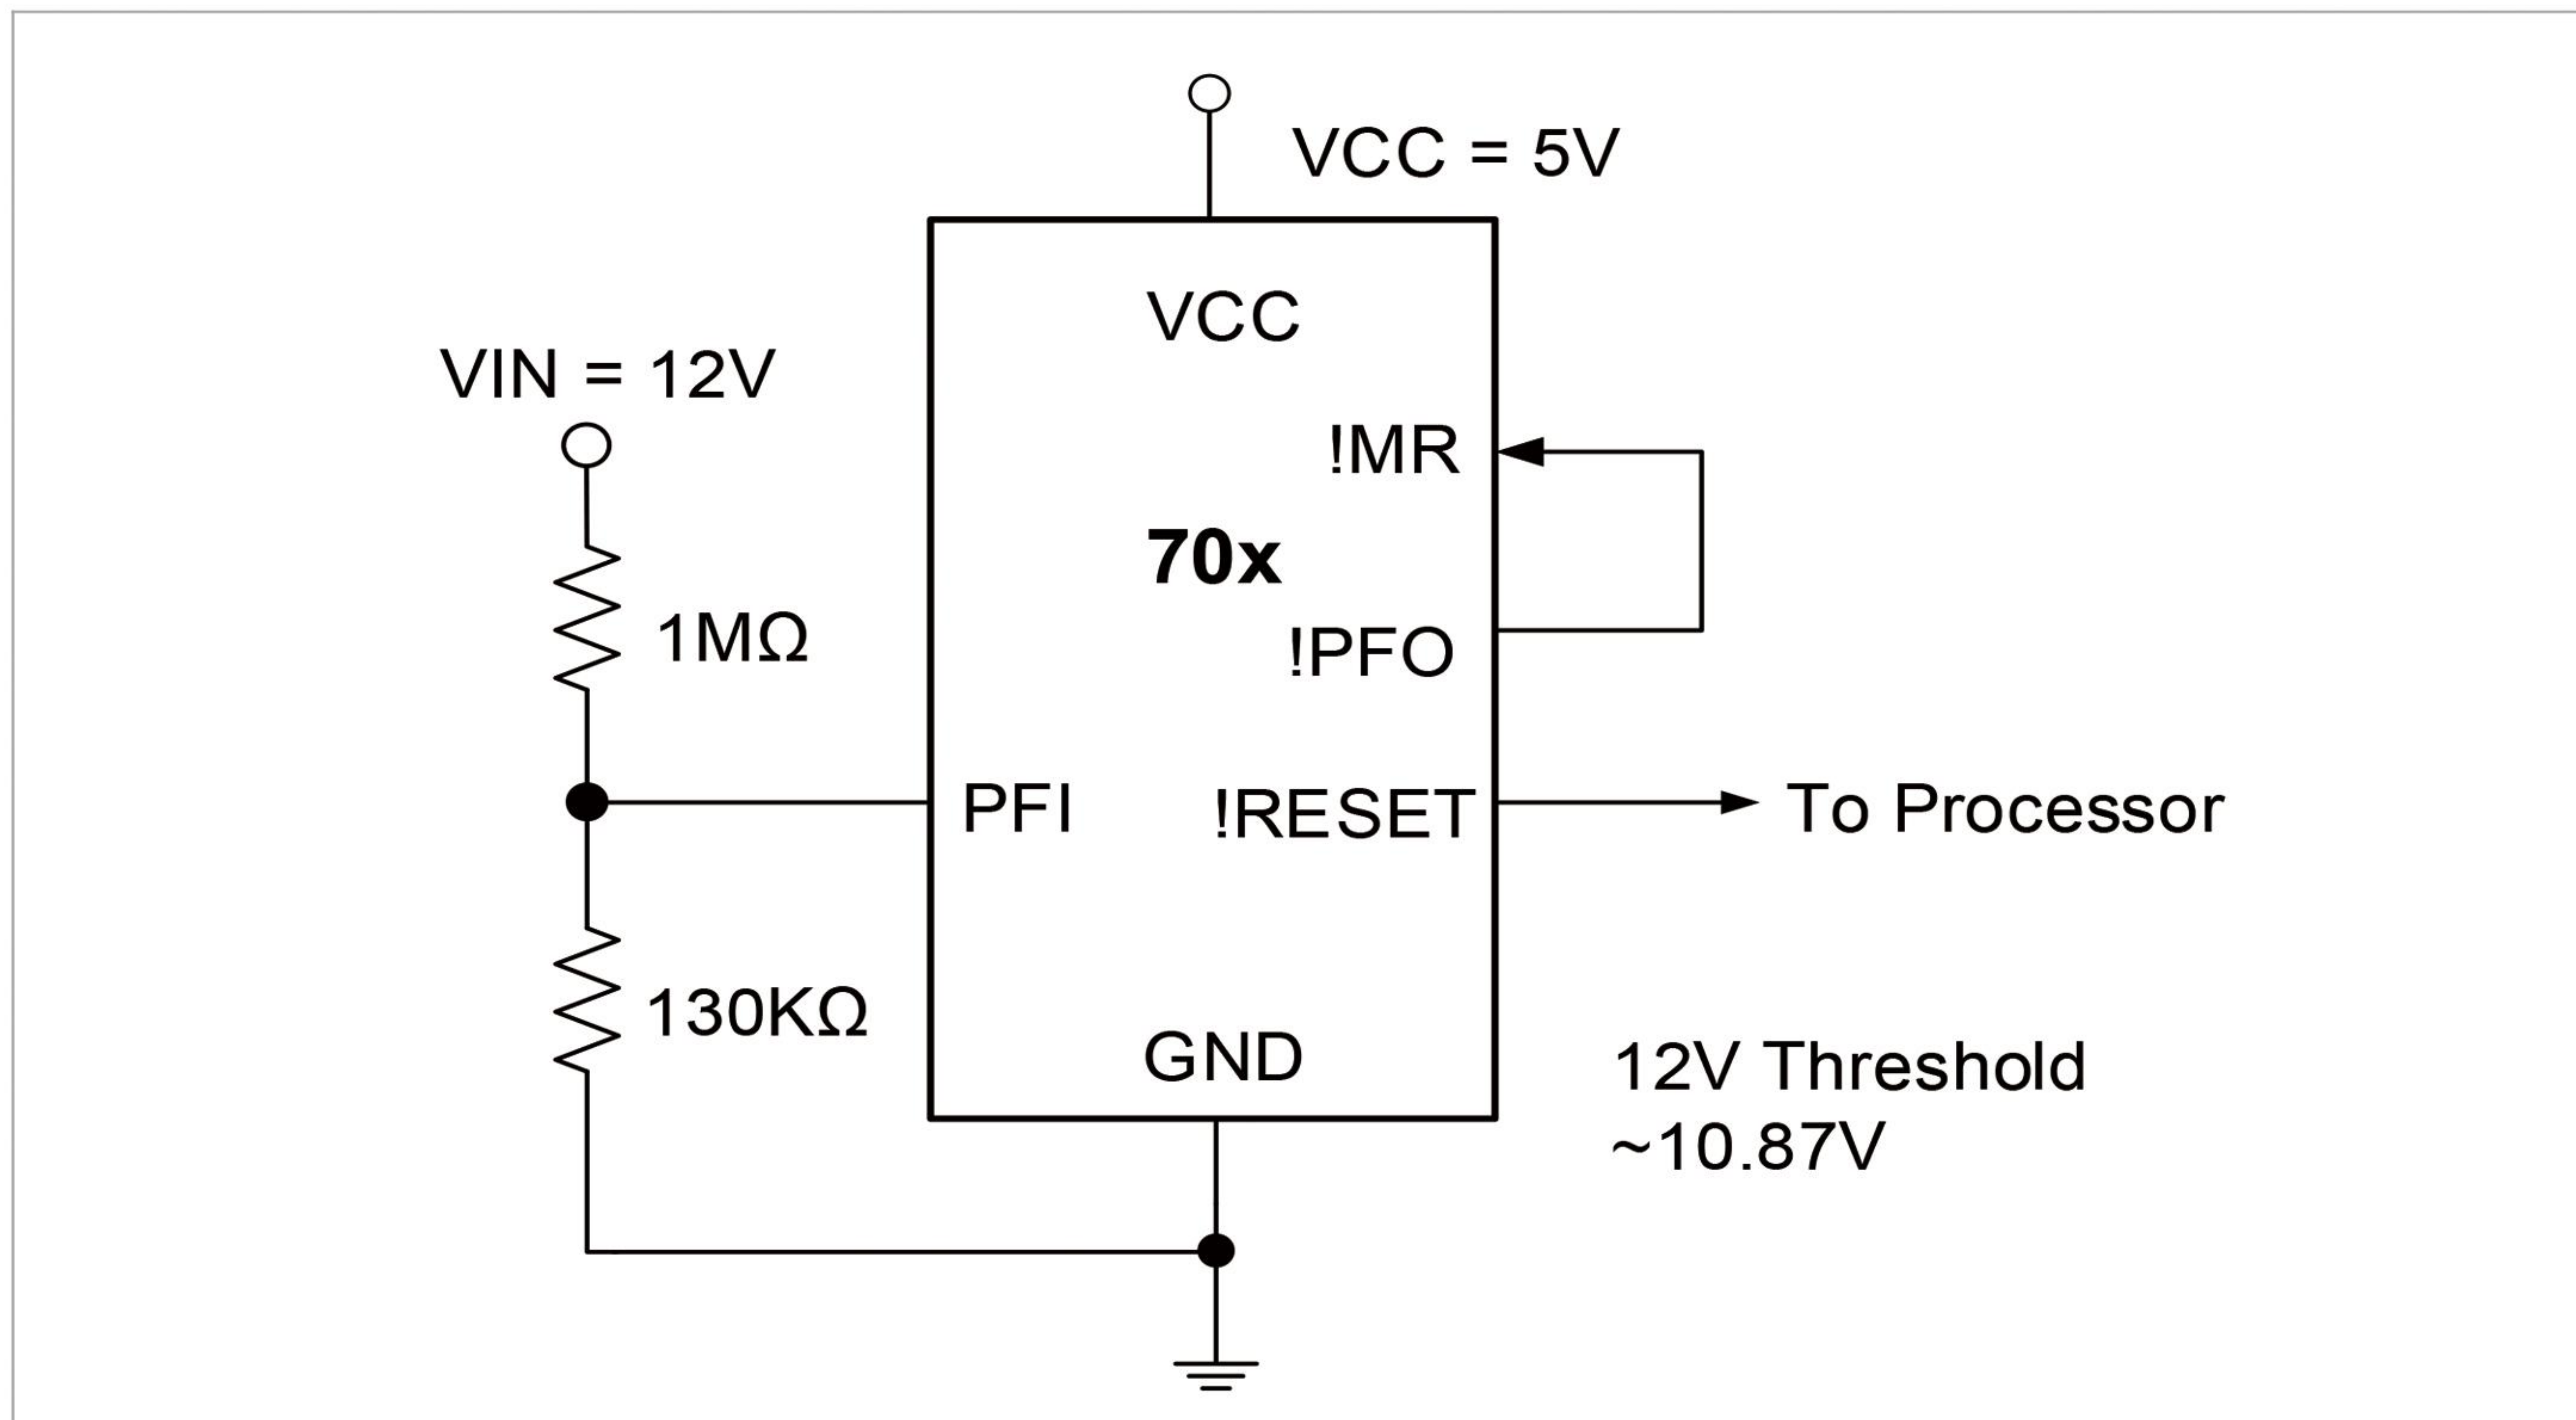 VCC = 5V
VCC
VIN = 12V
!MR
70x
1MΩ
!PFO
PFI
!RESET
To Processor
130KΩ
GND
12V Threshold
~10.87V